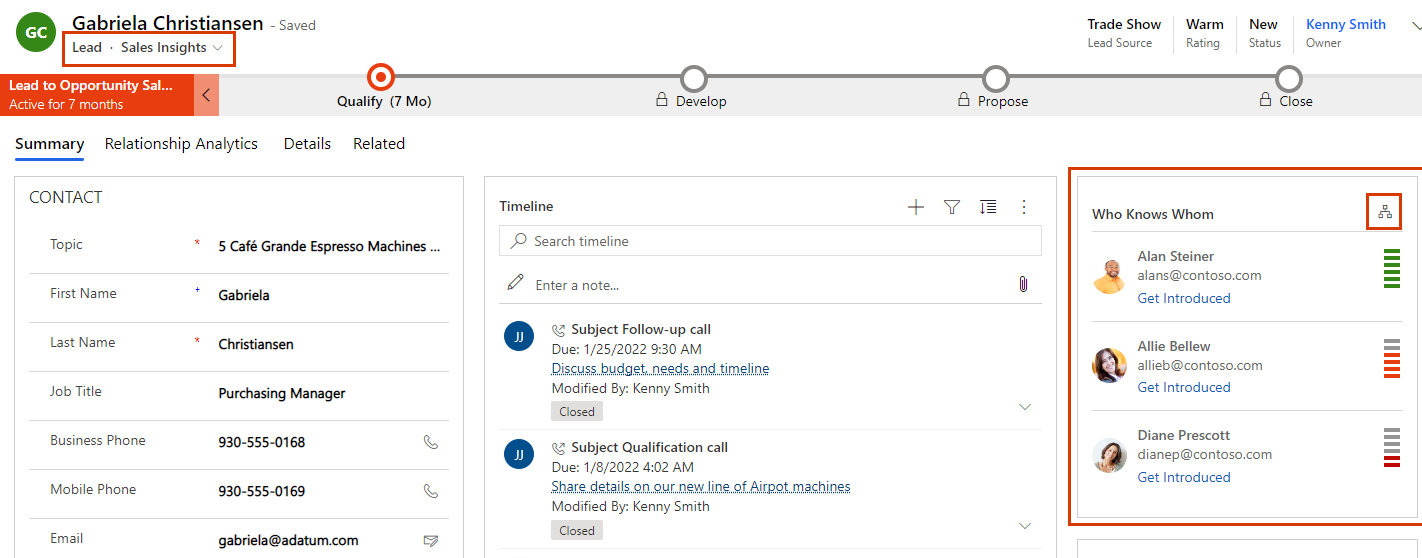 GC
Gabriela Christiansen - Saved
Lead · Sales Insights
Trade Show
Lead Source
Warm
Rating
New
Status
Kenny Smith
Owner
Lead to Opportunity Sal...
Active for 7 months
Qualify (7 Mo)
Develop
Propose
Close
Summary
Relationship Analytics
Details
Related
CONTACT
Topic * 5 Café Grande Espresso Machines ...
First Name + Gabriela
Last Name * Christiansen
Job Title Purchasing Manager
Business Phone 930-555-0168
Mobile Phone 930-555-0169
Email gabriela@adatum.com
Timeline
Search timeline
Enter a note...
JJ
Subject Follow-up call
Due: 1/25/2022 9:30 AM
Discuss budget, needs and timeline
Modified By: Kenny Smith
Closed
JJ
Subject Qualification call
Due: 1/8/2022 4:02 AM
Share details on our new line of Airpot machines
Modified By: Kenny Smith
Closed
Who Knows Whom
Alan Steiner
alans@contoso.com
Get Introduced
Allie Bellew
allieb@contoso.com
Get Introduced
Diane Prescott
dianep@contoso.com
Get Introduced